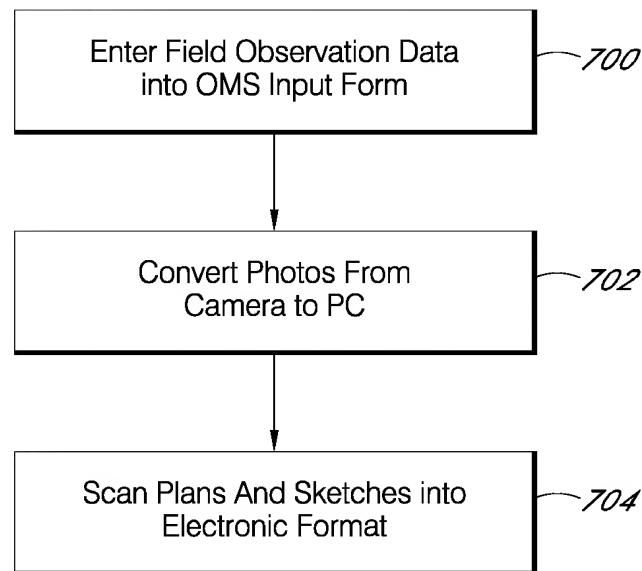 Enter Field Observation Data
into OMS Input Form
700
Convert Photos From
Camera to PC
702
Scan Plans And Sketches into
Electronic Format
704